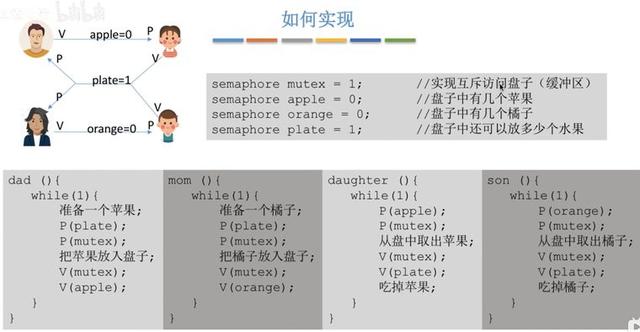 如何实现
V apple=0 P
P V
plate=1
P V
V orange=0 P
semaphore mutex = 1; //实现互斥访问盘子（缓冲区）
semaphore apple = 0; //盘子中有几个苹果
semaphore orange = 0; //盘子中有几个橘子
semaphore plate = 1; //盘子中还可以放多少个水果
dad (){
while(1){
准备一个苹果;
P(plate);
P(mutex);
把苹果放入盘子;
V(mutex);
V(apple);
}
}
mom (){
while(1){
准备一个橘子;
P(plate);
P(mutex);
把橘子放入盘子;
V(mutex);
V(orange);
}
}
daughter (){
while(1){
P(apple);
P(mutex);
从盘中取出苹果;
V(mutex);
V(plate);
吃掉苹果;
}
}
son (){
while(1){
P(orange);
P(mutex);
从盘中取出橘子;
V(mutex);
V(plate);
吃掉橘子;
}
}